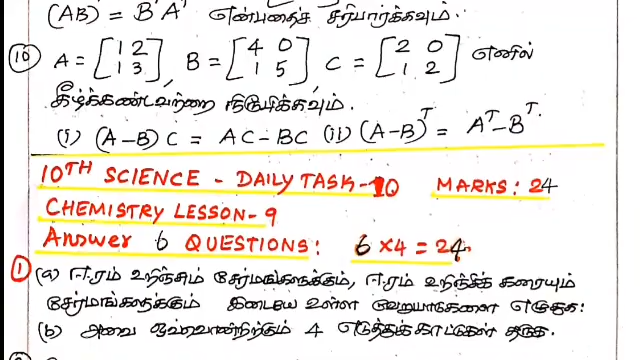 (AB) = B A என்பதைச் சரிபார்க்கவும்.
10 A = [1 2 B = [4 0 C = [2 0 எனில்
1 3], 1 5], 1 2]
கீழ்க்கண்டவற்றை நிரூபிக்கவும்.
(i) (A-B) C = AC - BC (ii) (A-B)ᵀ = Aᵀ - Bᵀ.
10TH SCIENCE - DAILY TASK-10 MARKS: 24
CHEMISTRY LESSON-9
Answer 6 QUESTIONS: 6 x4 = 24.
1 (a) ஈரம் உறிஞ்சும் சேர்மங்களுக்கும், ஈரம் உறிஞ்சிக் கரையும்
சேர்மங்களுக்கும் இடையே உள்ள வேறுபாடுகளை எழுதுக:
(b) அவை ஒவ்வொன்றிற்கும் 4 எடுத்துக்காட்டுகள் தருக.